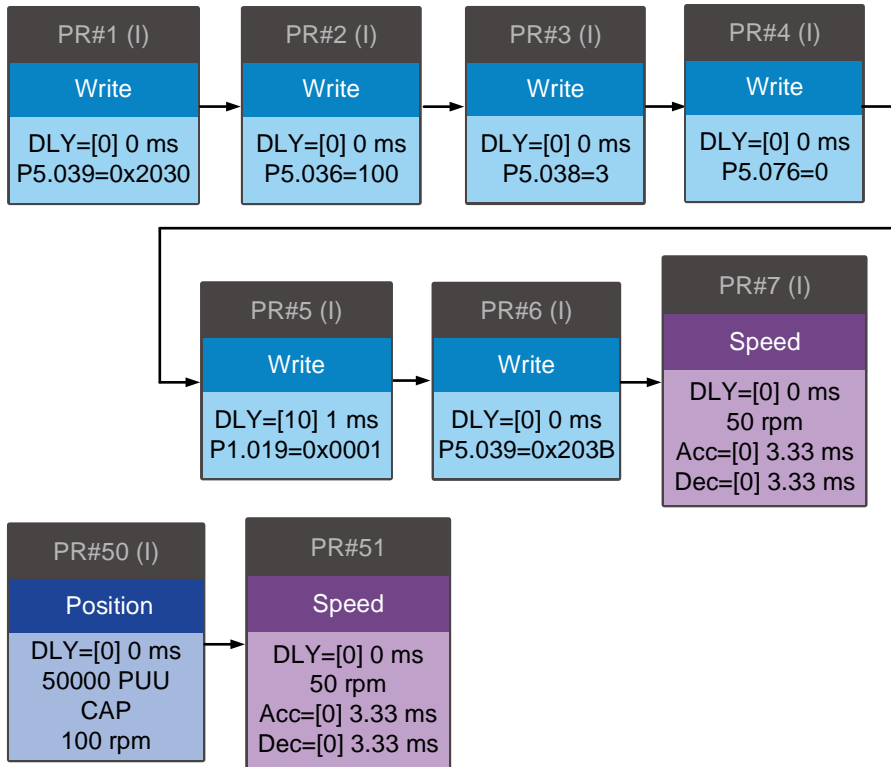 PR#1 (I)
Write
DLY=[0] 0 ms
P5.039=0x2030
PR#2 (I)
Write
DLY=[0] 0 ms
P5.036=100
PR#3 (I)
Write
DLY=[0] 0 ms
P5.038=3
PR#4 (I)
Write
DLY=[0] 0 ms
P5.076=0
PR#5 (I)
Write
DLY=[10] 1 ms
P1.019=0x0001
PR#6 (I)
Write
DLY=[0] 0 ms
P5.039=0x203B
PR#7 (I)
Speed
DLY=[0] 0 ms
50 rpm
Acc=[0] 3.33 ms
Dec=[0] 3.33 ms
PR#50 (I)
Position
DLY=[0] 0 ms
50000 PUU
CAP
100 rpm
PR#51
Speed
DLY=[0] 0 ms
50 rpm
Acc=[0] 3.33 ms
Dec=[0] 3.33 ms